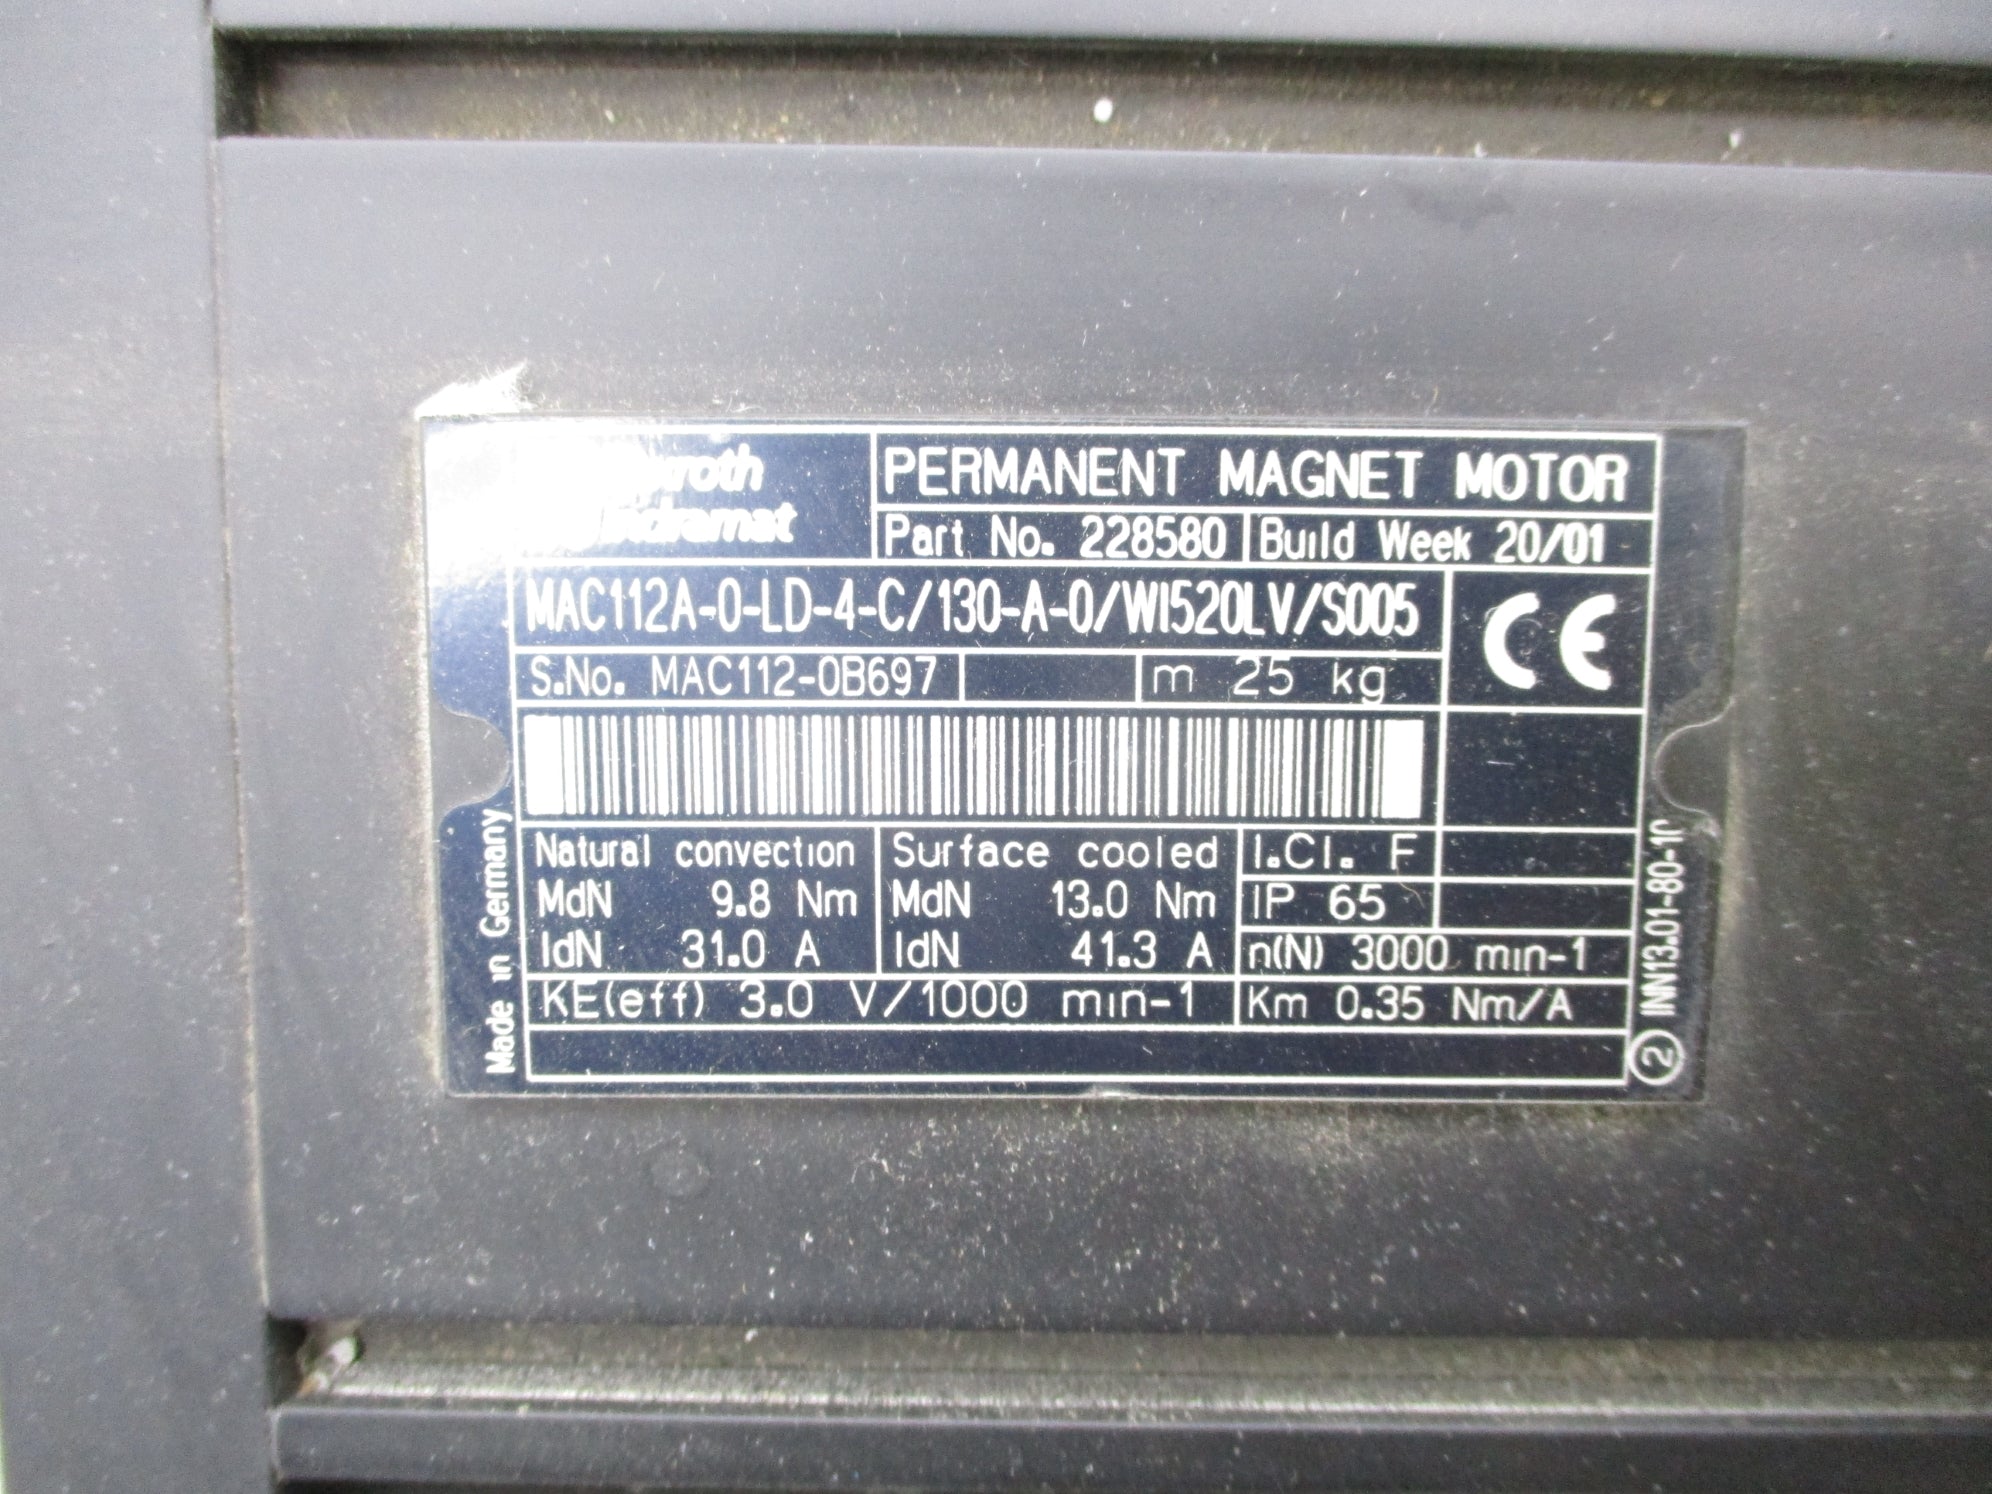 PERMANENT MAGNET MOTOR
Part No. 228580 Build Week 20/01
MAC112A-0-LD-4-C/130-A-0/WI520LV/S005
CE
S.No. MAC112-0B697 m 25 kg
Natural convection
MdN 9.8 Nm
IdN 31.0 A
Surface cooled
MdN 13.0 Nm
IdN 41.3 A
I.Cl. F
IP 65
n(N) 3000 min-1
KE(eff) 3.0 V/1000 min-1
Km 0.35 Nm/A
Made in Germany
2 INN13.01-80-10